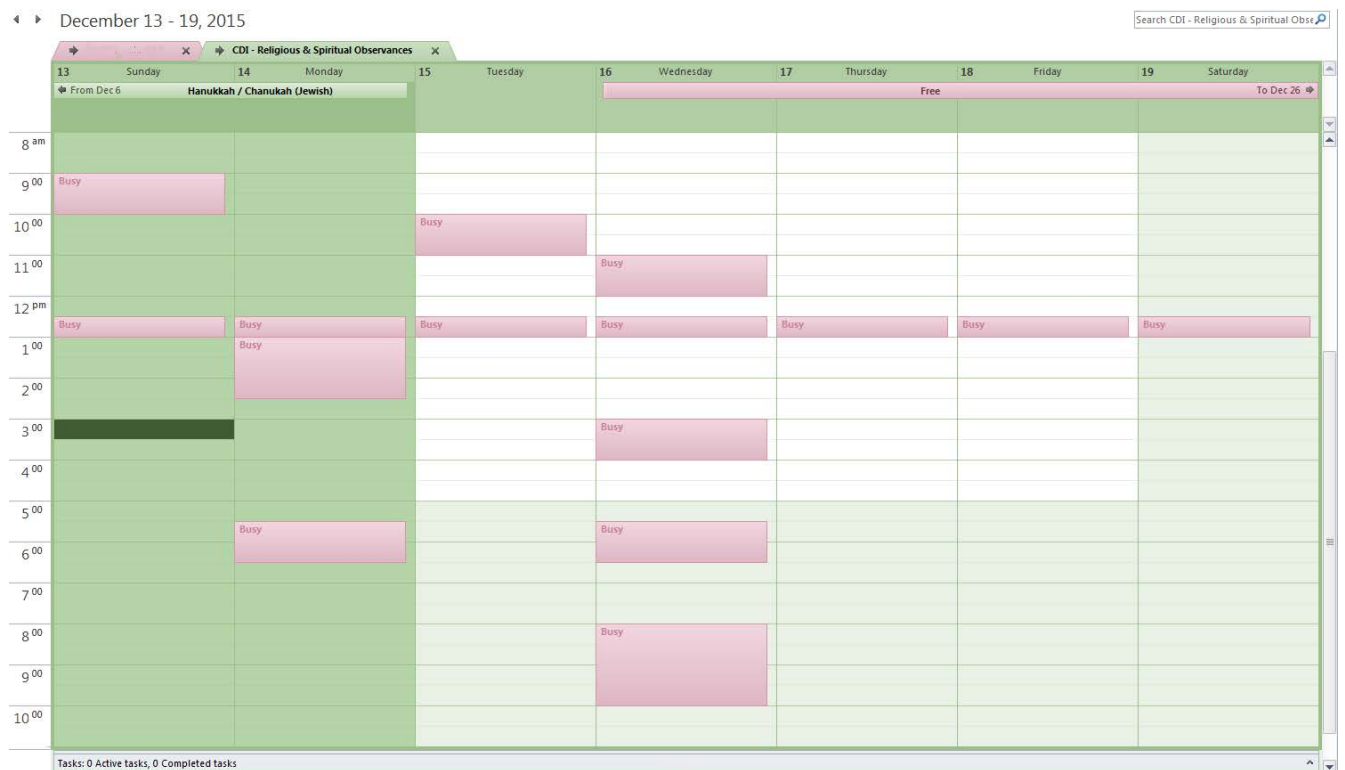 December 13 - 19, 2015
Search CDI - Religious & Spiritual Obse
CDI - Religious & Spiritual Observances
13 Sunday 14 Monday 15 Tuesday 16 Wednesday 17 Thursday 18 Friday 19 Saturday
From Dec 6 Hanukkah / Chanukah (Jewish) Free To Dec 26
8 am
9 00 Busy
10 00 Busy
11 00 Busy
12 pm
Busy Busy Busy Busy Busy Busy Busy
1 00 Busy
2 00
3 00 Busy
4 00
5 00
Busy Busy
6 00
7 00
8 00 Busy
9 00
10 00
Tasks: 0 Active tasks, 0 Completed tasks